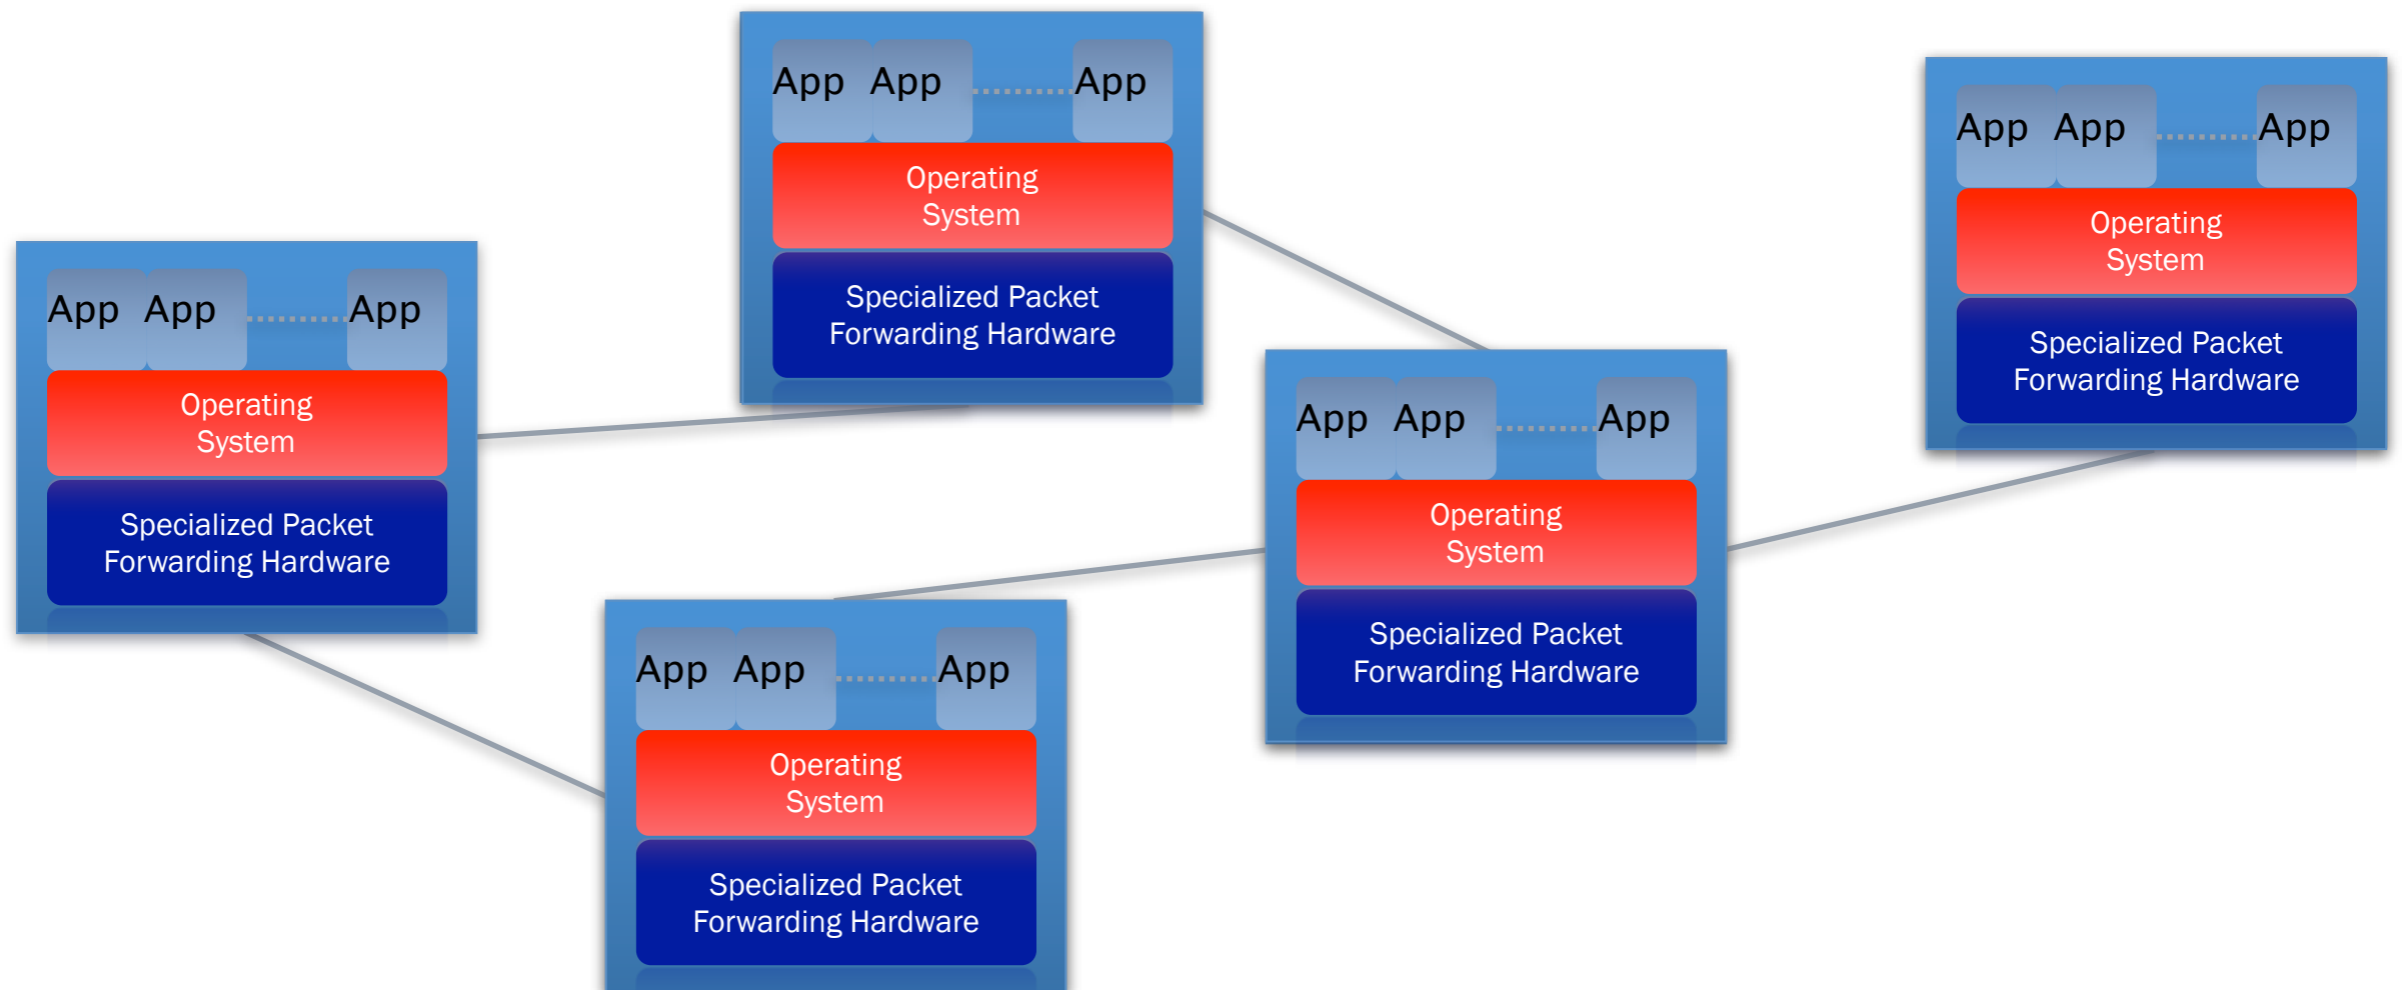 App App App
Operating
System
Specialized Packet
Forwarding Hardware
App App App
Operating
System
Specialized Packet
Forwarding Hardware
App App App
Operating
System
Specialized Packet
Forwarding Hardware
App App App
Operating
System
Specialized Packet
Forwarding Hardware
App App App
Operating
System
Specialized Packet
Forwarding Hardware